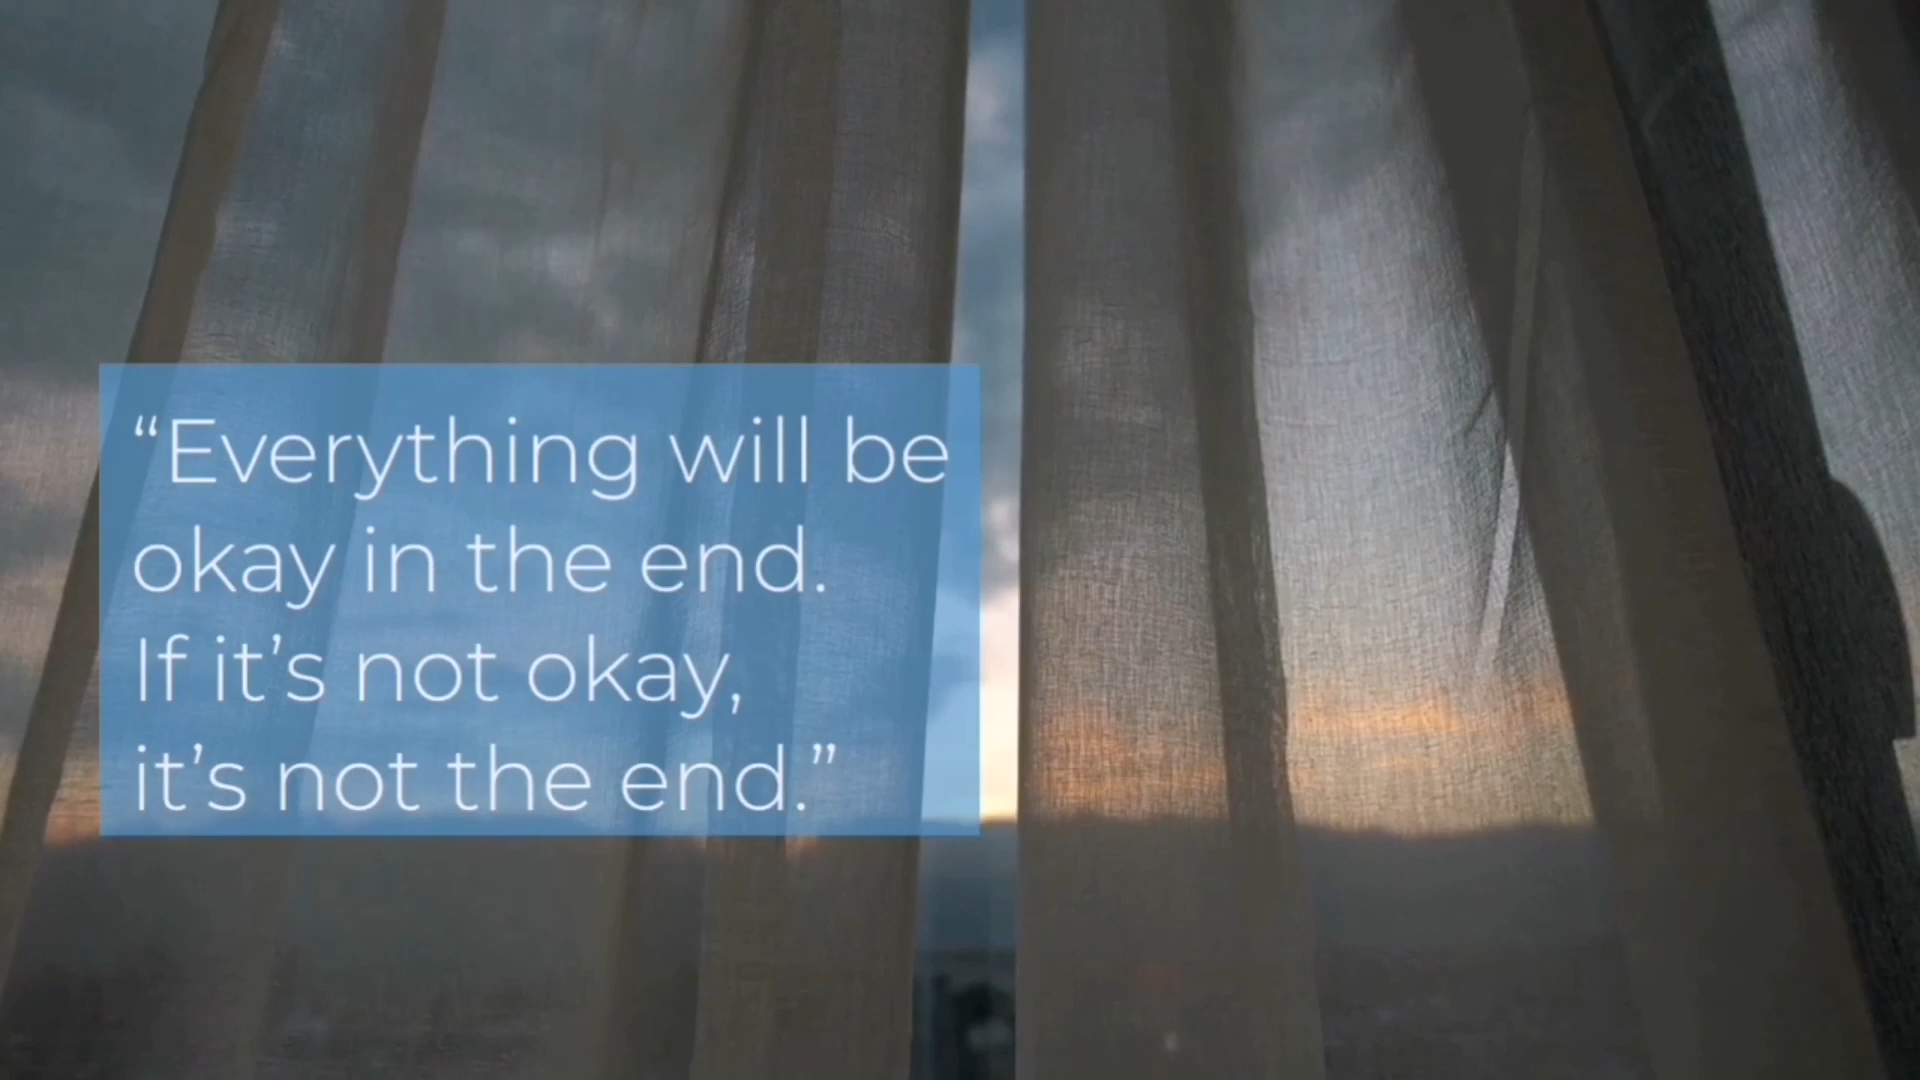 “Everything will be
okay in the end.
If it’s not okay,
it’s not the end.”